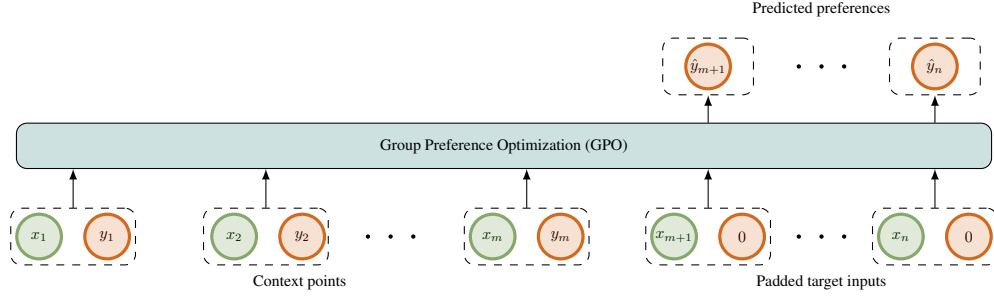 Predicted preferences
ŷ_{m+1} · · · ŷ_n
Group Preference Optimization (GPO)
x_1 y_1 x_2 y_2 · · · x_m y_m x_{m+1} 0 · · · x_n 0
Context points Padded target inputs